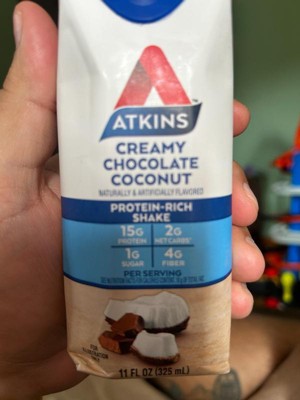 ATKINS
CREAMY
CHOCOLATE
COCONUT
NATURALLY & ARTIFICIALLY FLAVORED
PROTEIN-RICH
SHAKE
15G 2G
PROTEIN NET CARBS
1G 4G
SUGAR FIBER
PER SERVING
11 FL OZ (325 mL)